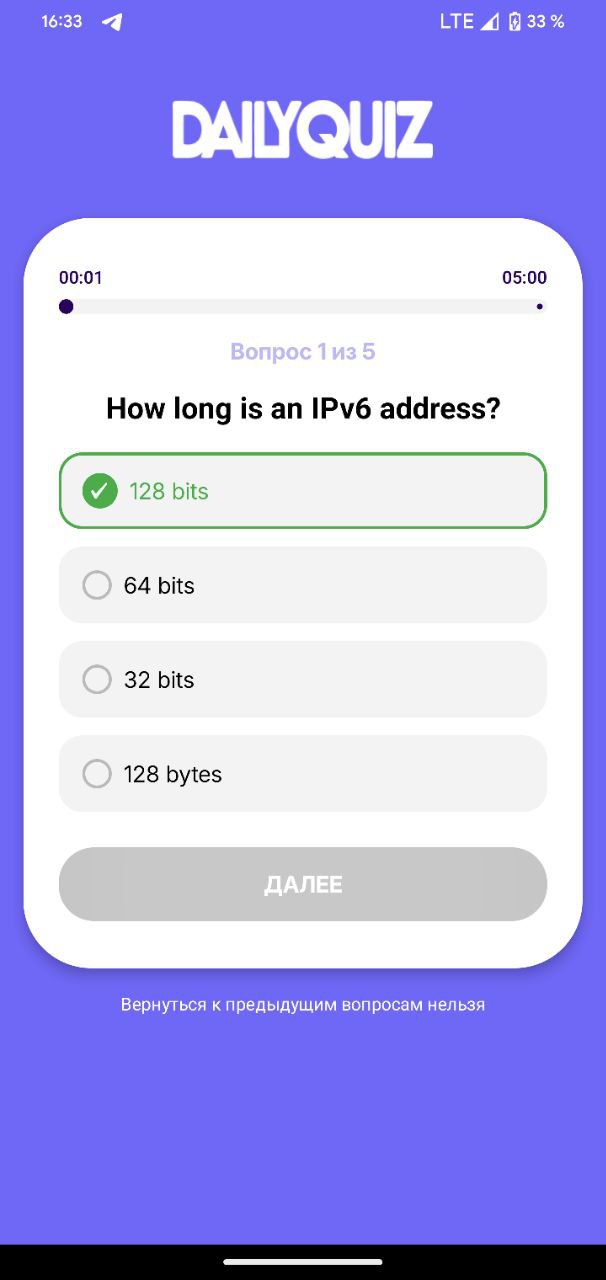 16:33 LTE 33 %
DAILYQUIZ
00:01 05:00
Вопрос 1 из 5
How long is an IPv6 address?
128 bits
64 bits
32 bits
128 bytes
ДАЛЕЕ
Вернуться к предыдущим вопросам нельзя